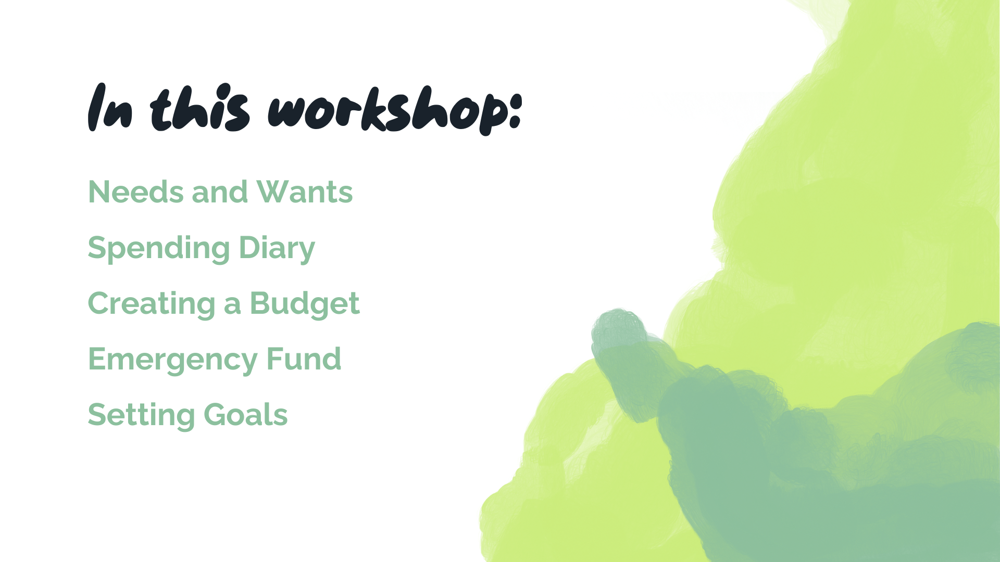 In this workshop:
Needs and Wants
Spending Diary
Creating a Budget
Emergency Fund
Setting Goals